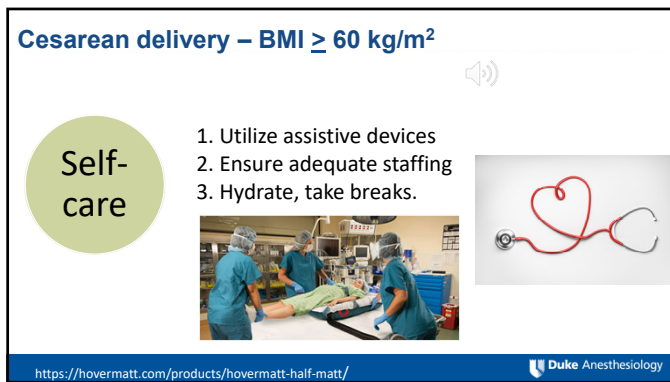 Cesarean delivery – BMI ≥ 60 kg/m²
Self-
care
1. Utilize assistive devices
2. Ensure adequate staffing
3. Hydrate, take breaks.
https://hovermatt.com/products/hovermatt-half-matt/
Duke Anesthesiology